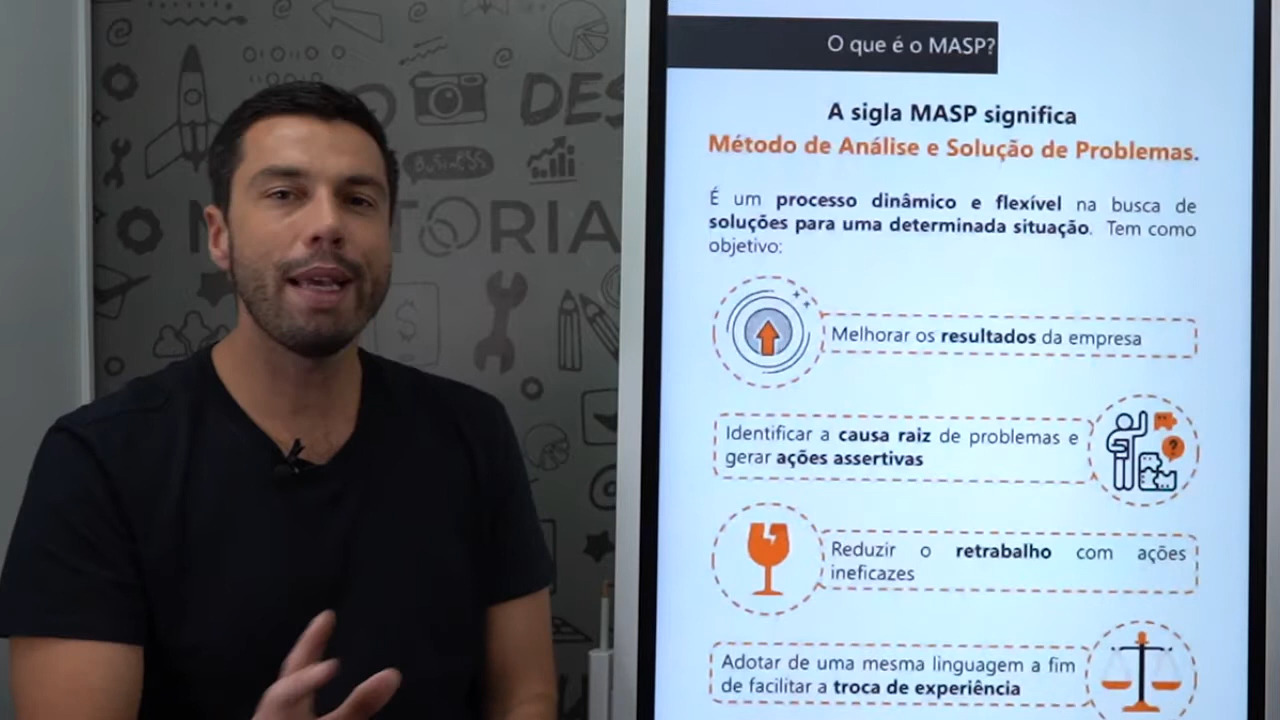 DES
BUSINESS
O que é o MASP?
A sigla MASP significa
Método de Análise e Solução de Problemas.
É um processo dinâmico e flexível na busca de
soluções para uma determinada situação. Tem como
objetivo:
Melhorar os resultados da empresa
Identificar a causa raiz de problemas e
gerar ações assertivas
Reduzir o retrabalho com ações
ineficazes
Adotar de uma mesma linguagem a fim
de facilitar a troca de experiência